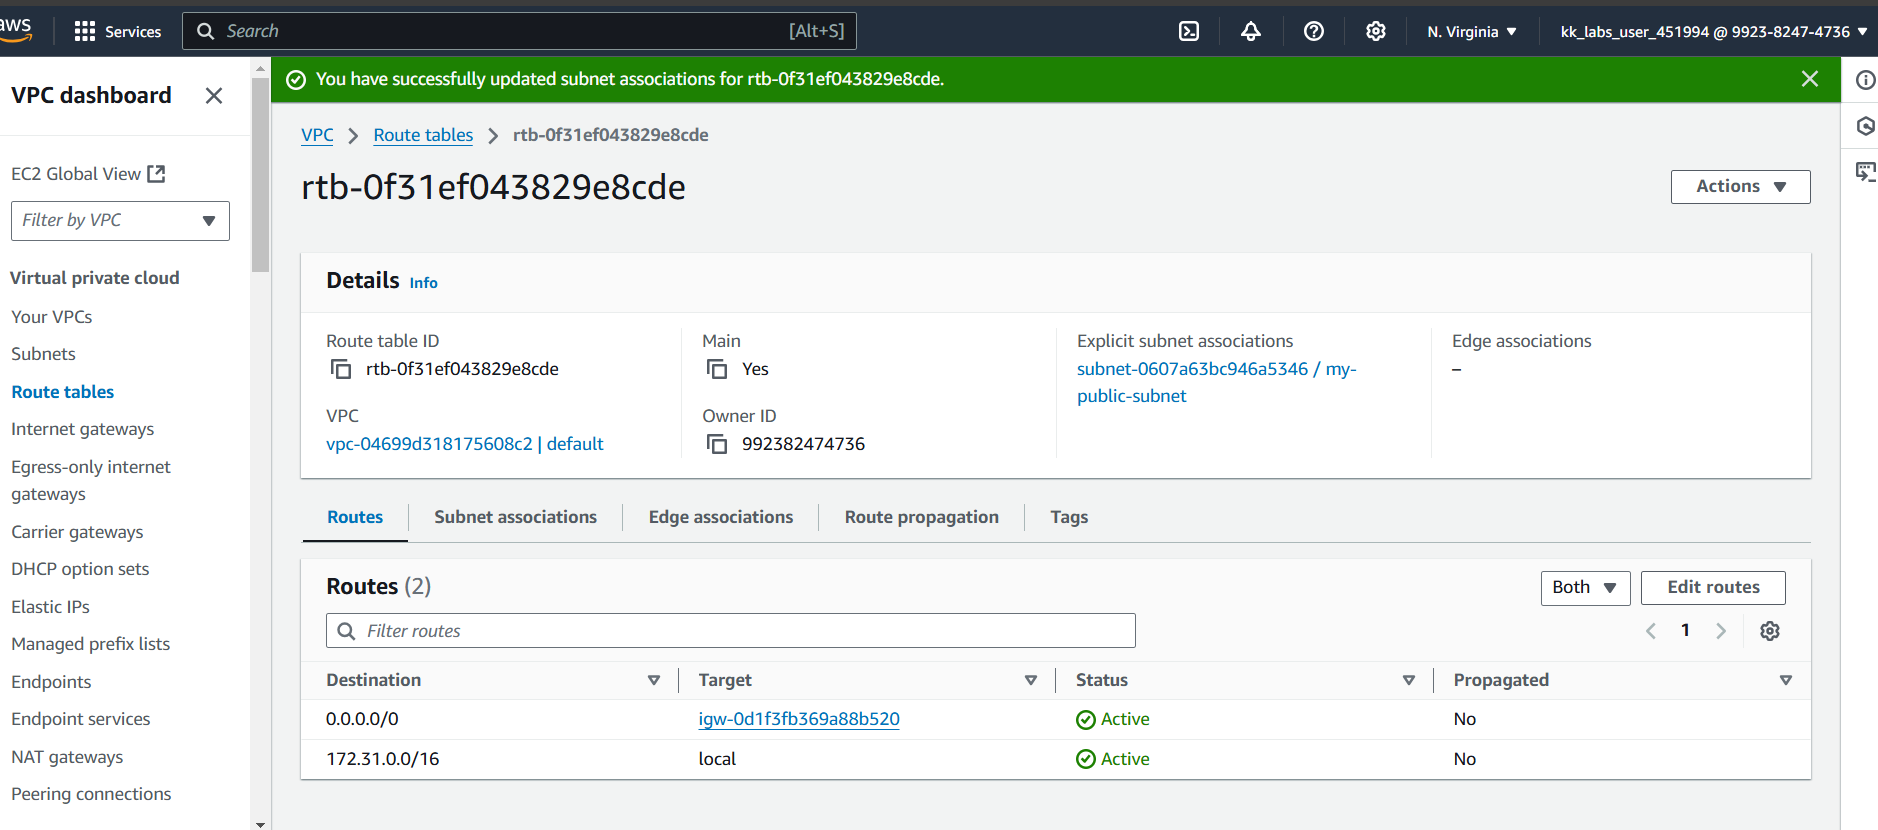 aws
Services
Search
[Alt+S]
N. Virginia
kk_labs_user_451994 @ 9923-8247-4736
VPC dashboard
EC2 Global View
Filter by VPC
Virtual private cloud
Your VPCs
Subnets
Route tables
Internet gateways
Egress-only internet
gateways
Carrier gateways
DHCP option sets
Elastic IPs
Managed prefix lists
Endpoints
Endpoint services
NAT gateways
Peering connections
You have successfully updated subnet associations for rtb-0f31ef043829e8cde.
VPC
Route tables
rtb-0f31ef043829e8cde
rtb-0f31ef043829e8cde
Actions
Details Info
Route table ID
rtb-0f31ef043829e8cde
Main
Yes
Explicit subnet associations
subnet-0607a63bc946a5346 / my-
public-subnet
Edge associations
–
VPC
vpc-04699d318175608c2 | default
Owner ID
992382474736
Routes
Subnet associations
Edge associations
Route propagation
Tags
Routes (2)
Both
Edit routes
Filter routes
1
Destination
Target
Status
Propagated
0.0.0.0/0
igw-0d1f3fb369a88b520
Active
No
172.31.0.0/16
local
Active
No